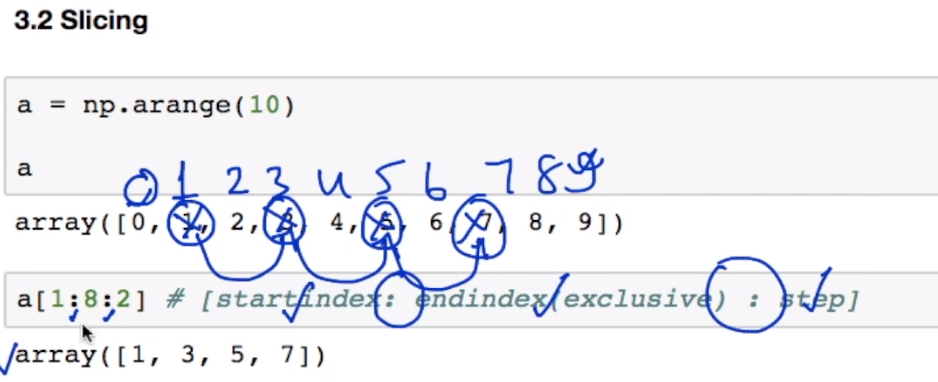 3.2 Slicing
a = np.arange(10)
a
0 1 2 3 4 5 6 7 8 9
array([0, 1, 2, 3, 4, 5, 6, 7, 8, 9])
a[1:8:2] # [startindex: endindex(exclusive) : step]
array([1, 3, 5, 7])